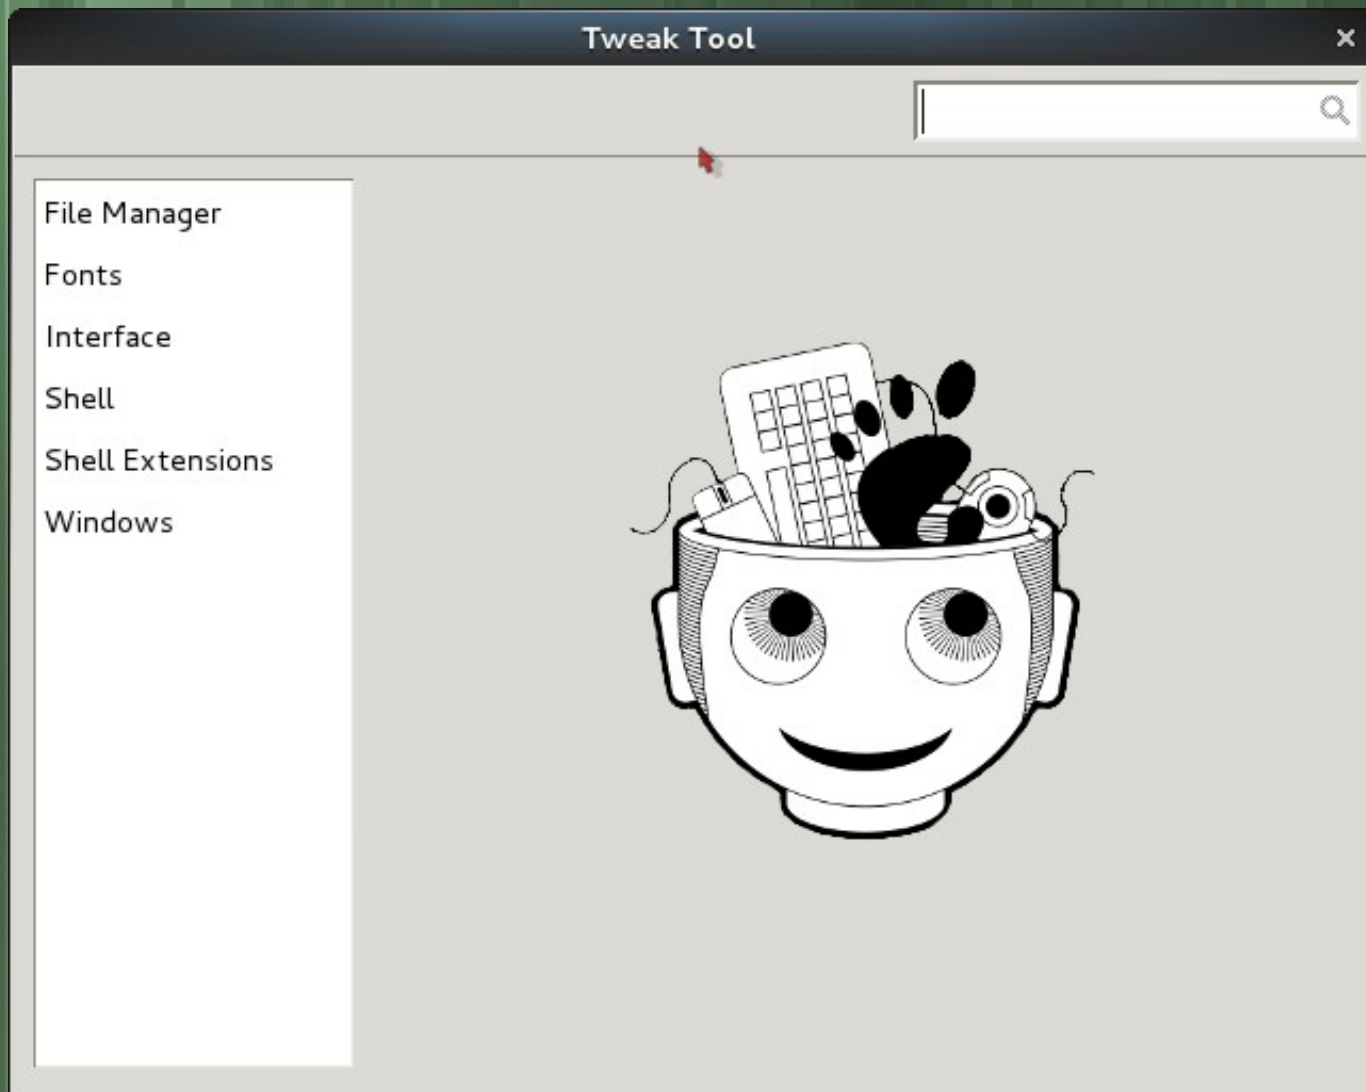 Tweak Tool
File Manager
Fonts
Interface
Shell
Shell Extensions
Windows